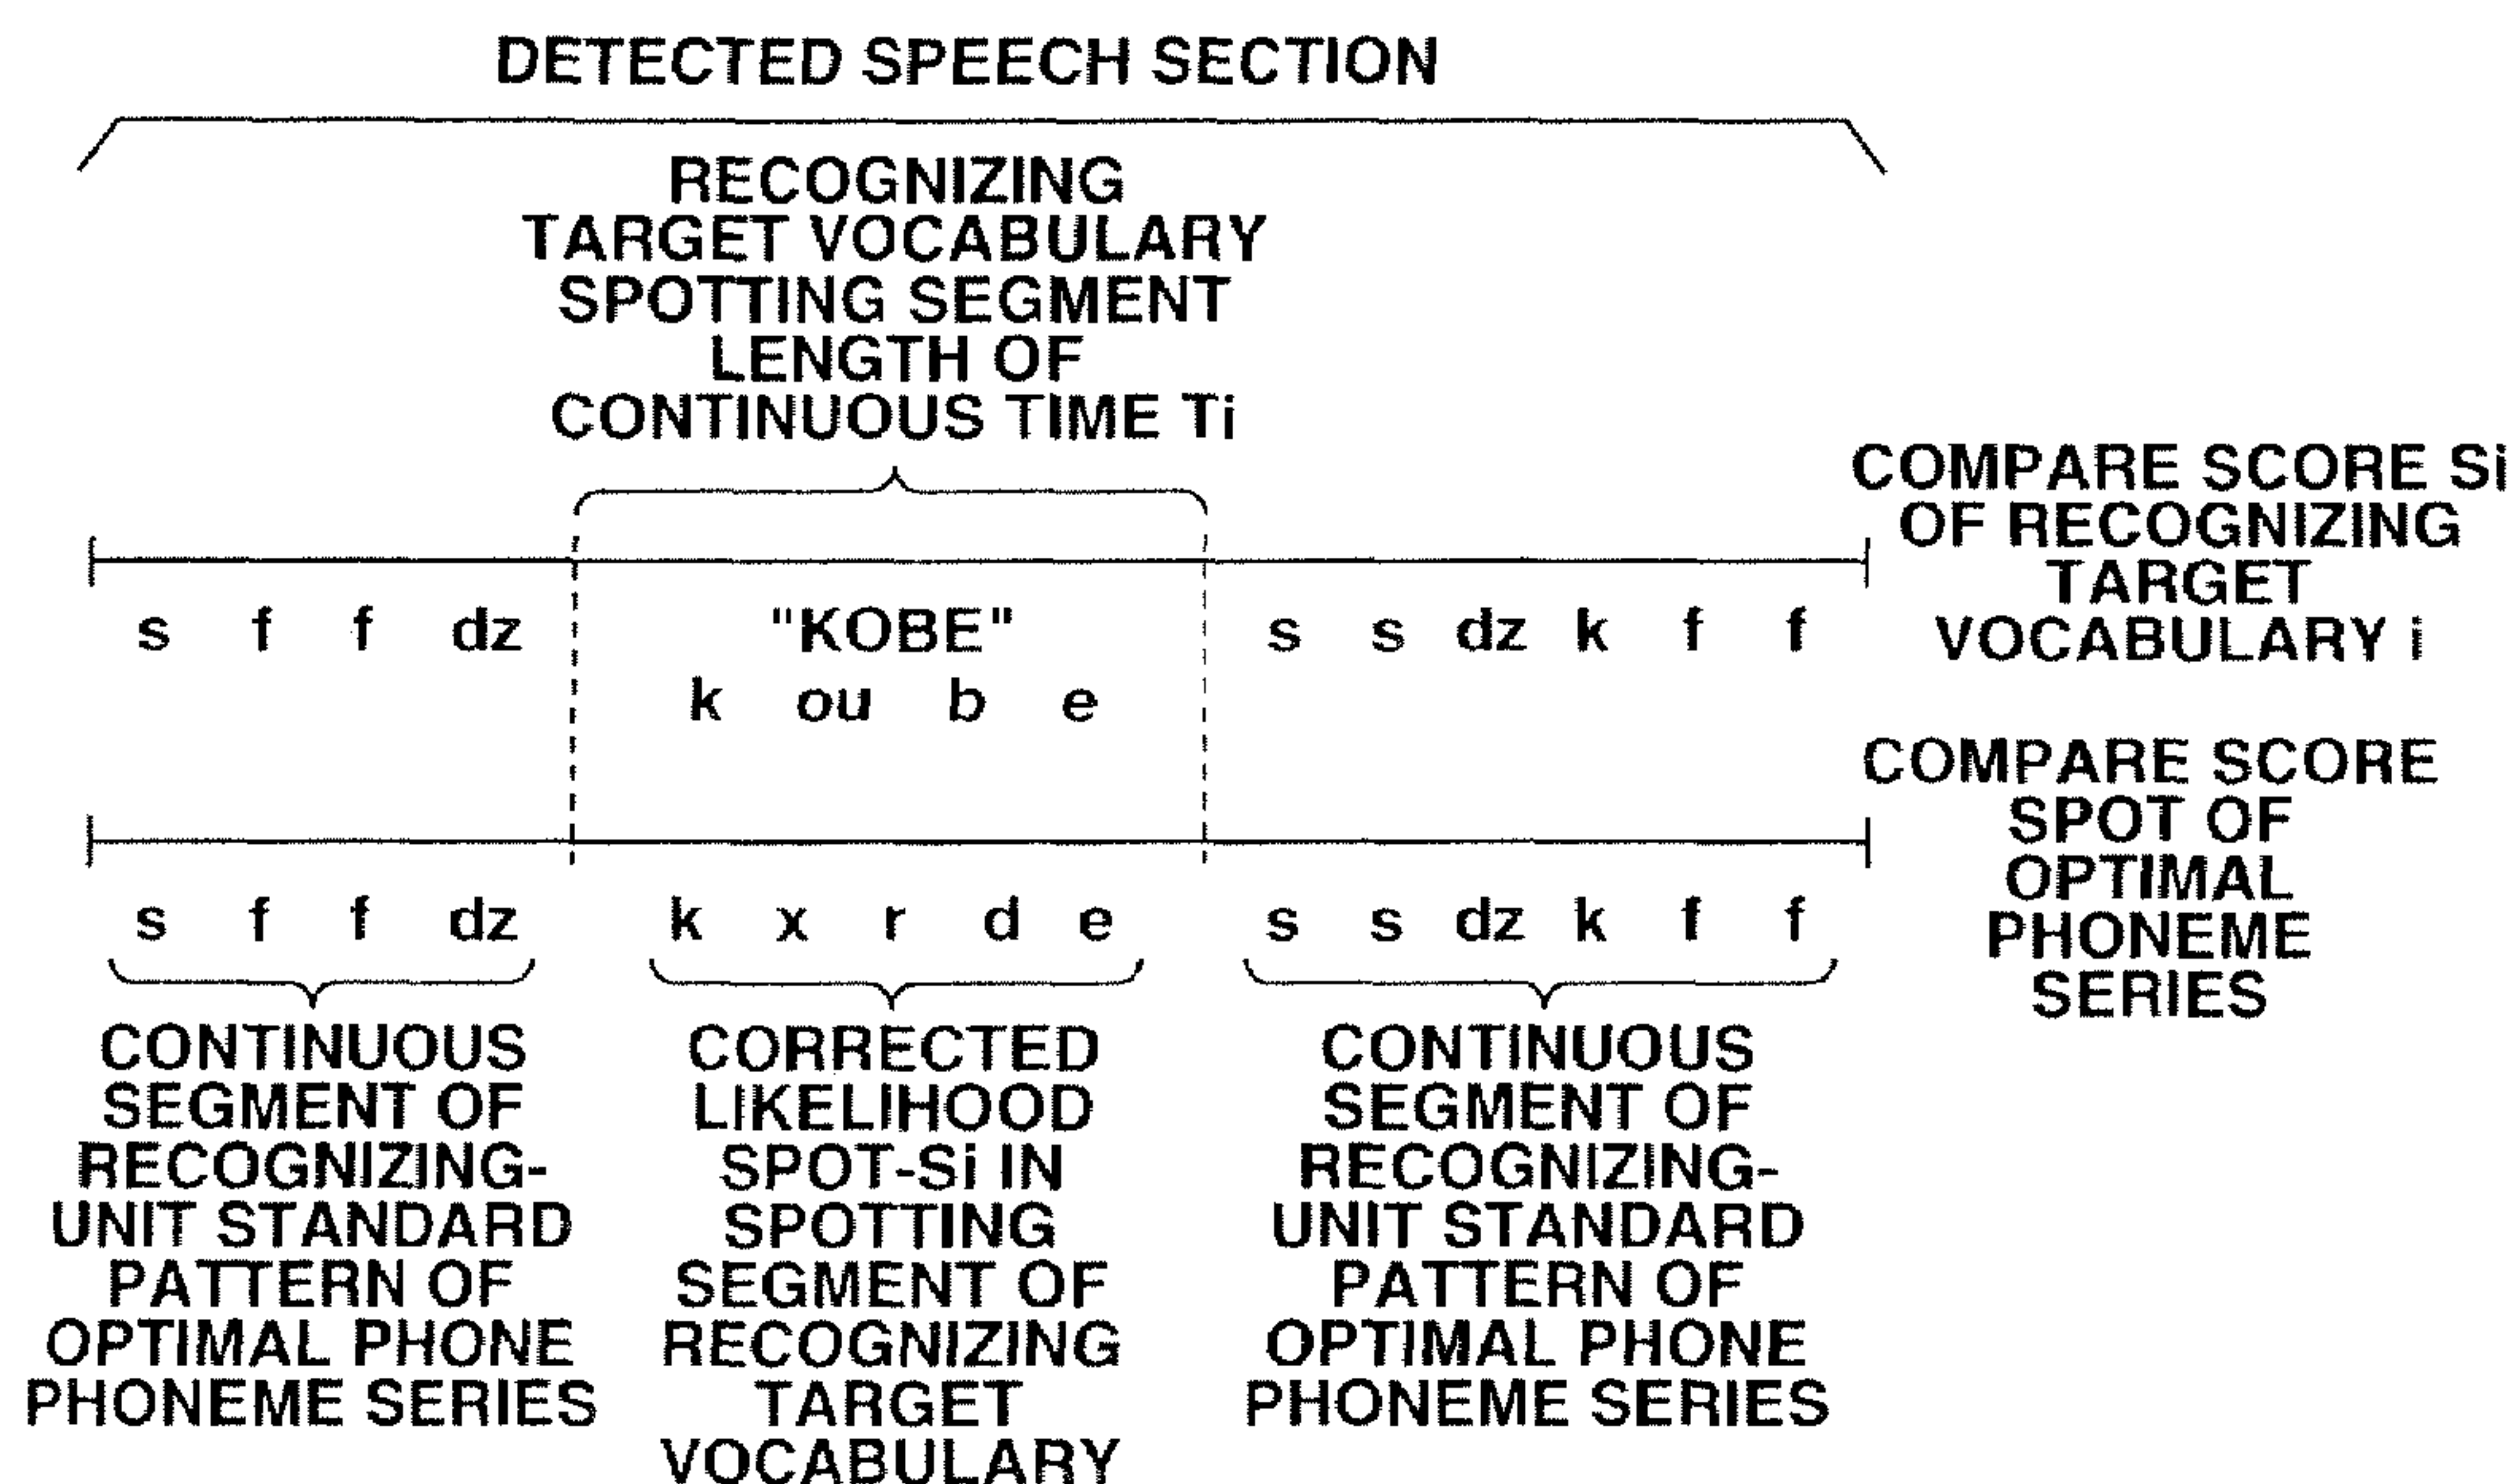 DETECTED SPEECH SECTION
RECOGNIZING
TARGET VOCABULARY
SPOTTING SEGMENT
LENGTH OF
CONTINUOUS TIME Ti
COMPARE SCORE Si
OF RECOGNIZING
TARGET
VOCABULARY i
s f f dz "KOBE" s s dz k f f
k ou b e
COMPARE SCORE
SPOT OF
OPTIMAL
PHONEME
SERIES
s f f dz k x r d e s s dz k f f
CONTINUOUS
SEGMENT OF
RECOGNIZING-
UNIT STANDARD
PATTERN OF
OPTIMAL PHONE
PHONEME SERIES
CORRECTED
LIKELIHOOD
SPOT-Si IN
SPOTTING
SEGMENT OF
RECOGNIZING
TARGET
VOCABULARY
CONTINUOUS
SEGMENT OF
RECOGNIZING-
UNIT STANDARD
PATTERN OF
OPTIMAL PHONE
PHONEME SERIES